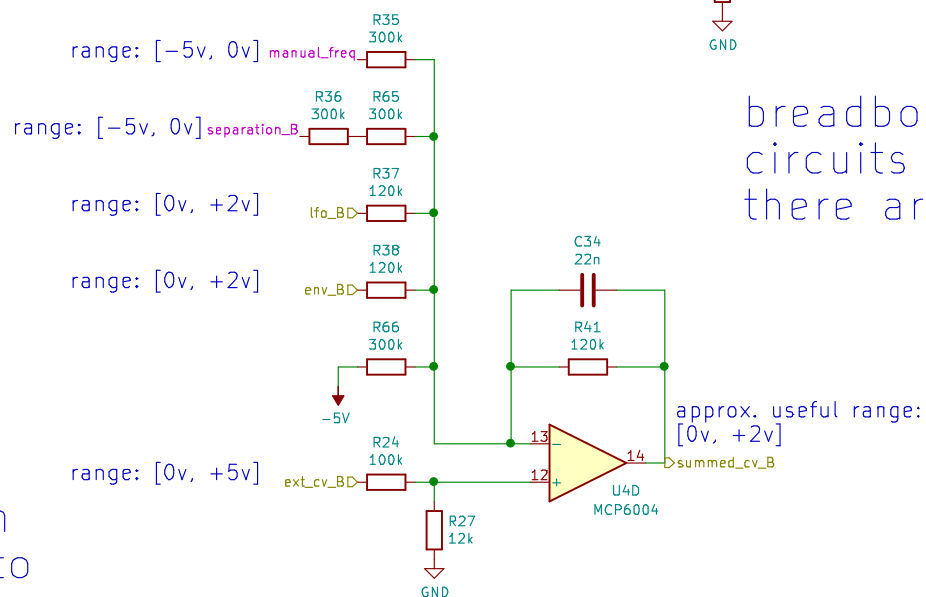 GND
R35
300k
range: [-5v, 0v]
manual_freq
R36
300k
R65
300k
range: [-5v, 0v]
separation_B
R37
120k
range: [0v, +2v]
lfo_B
R38
120k
range: [0v, +2v]
env_B
R66
300k
-5V
C34
22n
R41
120k
breadbo
circuits
there ar
approx. useful range:
[0v, +2v]
13
-
12
+
14
summed_cv_B
U4D
MCP6004
R24
100k
range: [0v, +5v]
ext_cv_B
R27
12k
GND